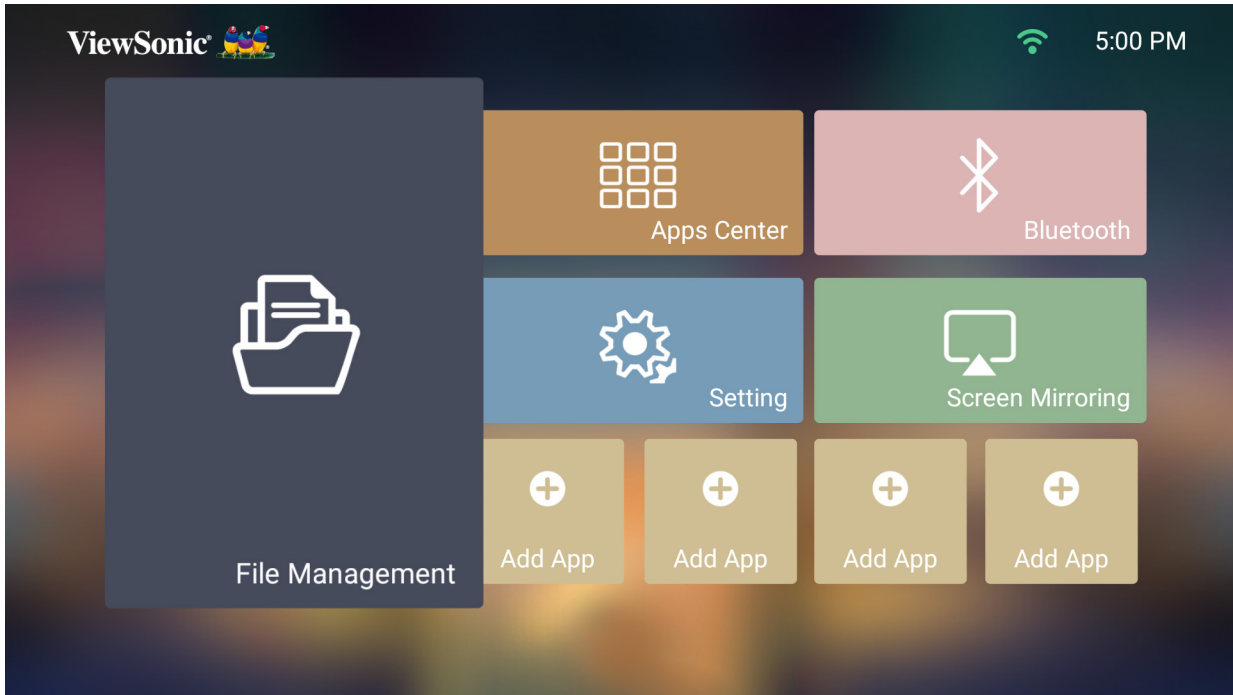 ViewSonic®
5:00 PM
Apps Center
Bluetooth
Setting
Screen Mirroring
File Management
Add App
Add App
Add App
Add App